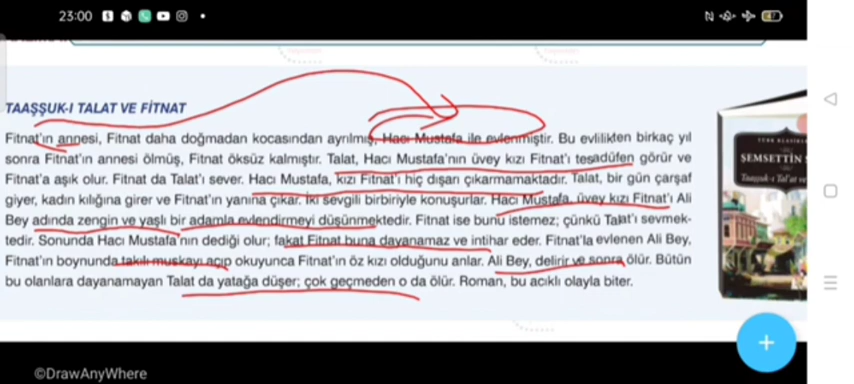 23:00
TAAŞŞUK-I TALAT VE FİTNAT
Fitnat'ın annesi, Fitnat daha doğmadan kocasından ayrılmış, Hacı Mustafa ile evlenmiştir. Bu evlilikten birkaç yıl
sonra Fitnat'ın annesi ölmüş, Fitnat öksüz kalmıştır. Talat, Hacı Mustafa'nın üvey kızı Fitnat'ı tesadüfen görür ve
Fitnat'a aşık olur. Fitnat da Talat'ı sever. Hacı Mustafa, kızı Fitnat'ı hiç dışarı çıkarmamaktadır. Talat, bir gün çarşaf
giyer, kadın kılığına girer ve Fitnat'ın yanına çıkar. İki sevgili birbiriyle konuşurlar. Hacı Mustafa, üvey kızı Fitnat'ı Ali
Bey adında zengin ve yaşlı bir adamla evlendirmeyi düşünmektedir. Fitnat ise bunu istemez; çünkü Talat'ı sevmek-
tedir. Sonunda Hacı Mustafa'nın dediği olur; fakat Fitnat buna dayanamaz ve intihar eder. Fitnat'la evlenen Ali Bey,
Fitnat'ın boynunda takılı muskayı açıp okuyunca Fitnat'ın öz kızı olduğunu anlar. Ali Bey, delirir ve sonra ölür. Bütün
bu olanlara dayanamayan Talat da yatağa düşer; çok geçmeden o da ölür. Roman, bu acıklı olayla biter.
ŞEMSETTİN
©DrawAnyWhere